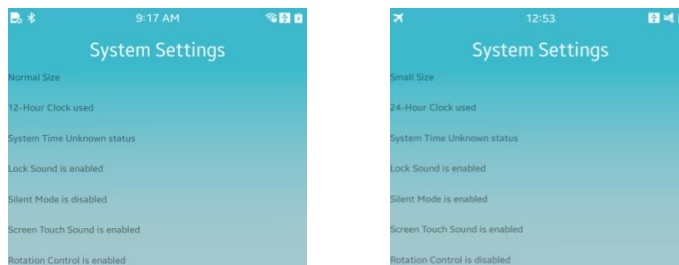 9:17 AM
System Settings
Normal Size
12-Hour Clock used
System Time Unknown status
Lock Sound is enabled
Silent Mode is disabled
Screen Touch Sound is enabled
Rotation Control is enabled
12:53
System Settings
Small Size
24-Hour Clock used
System Time Unknown status
Lock Sound is enabled
Silent Mode is enabled
Screen Touch Sound is enabled
Rotation Control is disabled